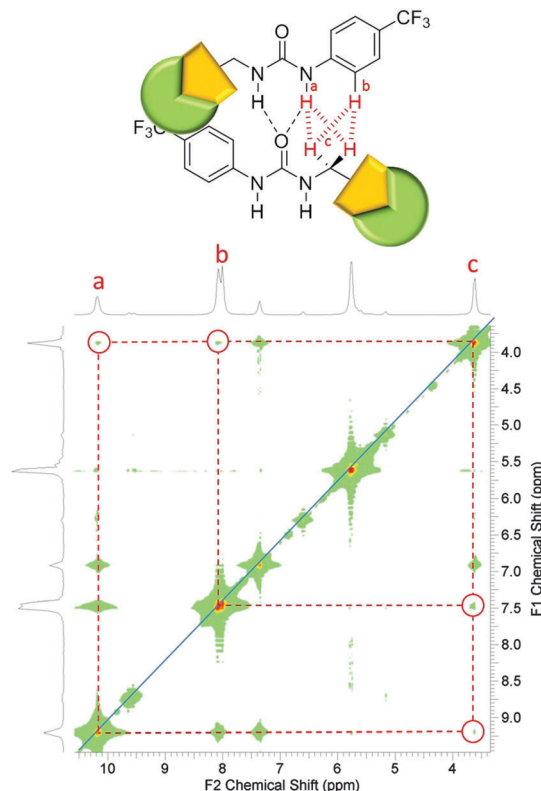 CF₃
O
N
N
H
H
a
H
b
H
O
c
H
H
F₃C
N
N
H
H
a
b
c
4.0
4.5
5.0
5.5
6.0
6.5
7.0
7.5
8.0
8.5
9.0
F1 Chemical Shift (ppm)
10
9
8
7
6
5
4
F2 Chemical Shift (ppm)